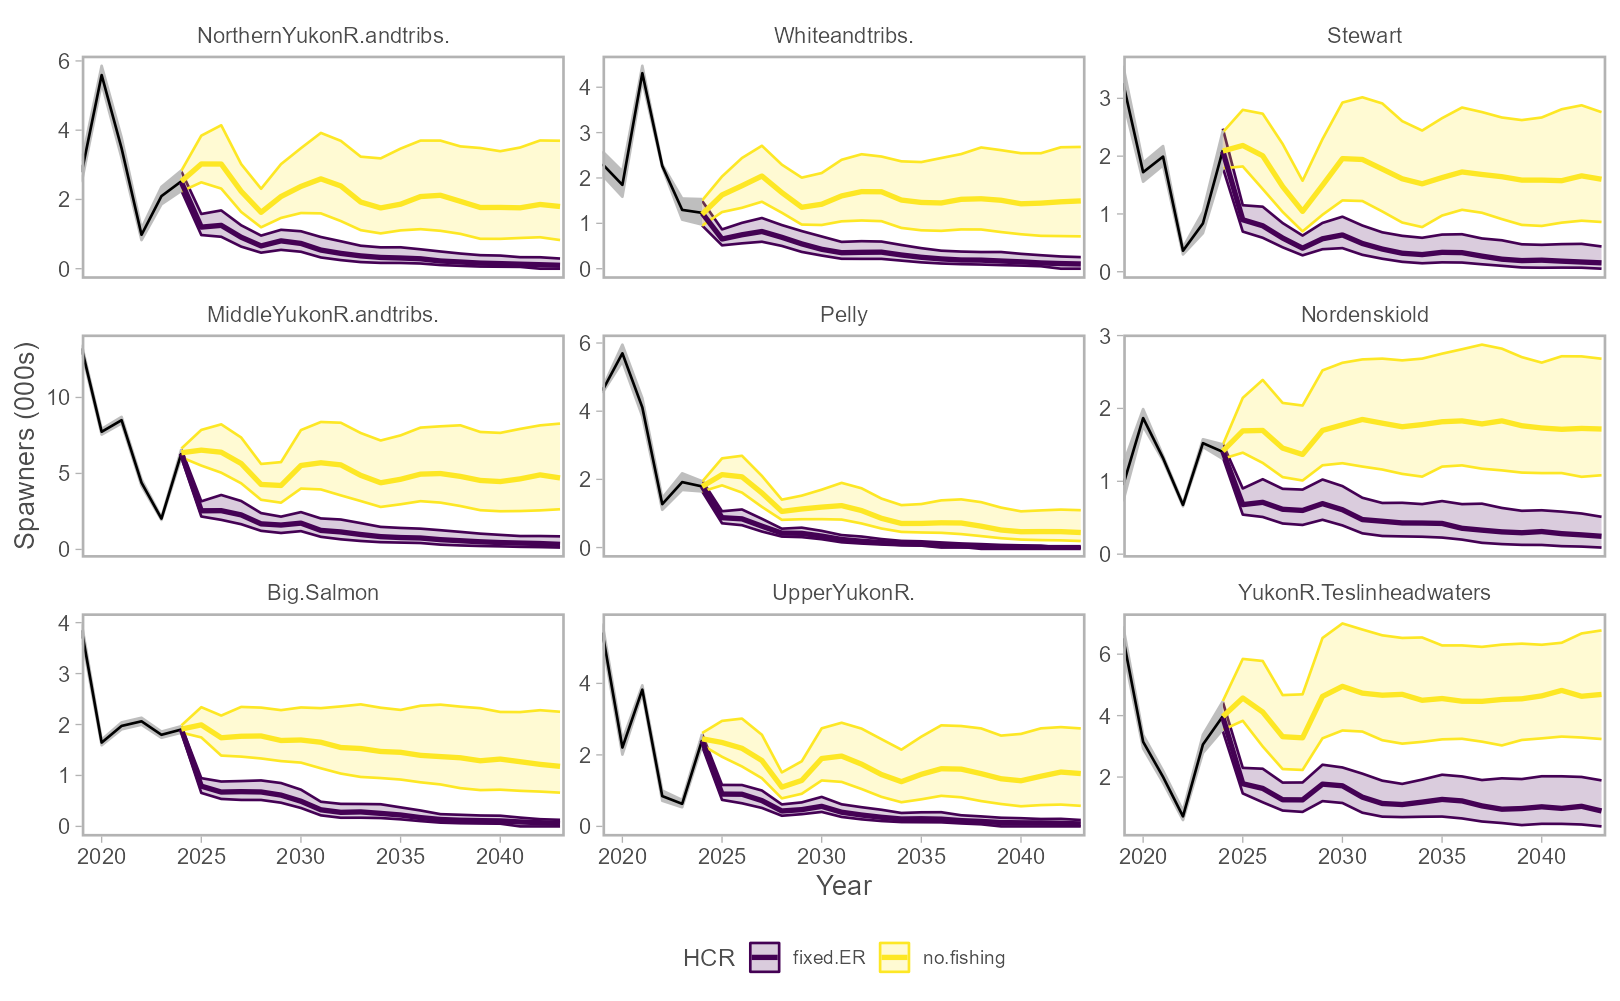 NorthernYukonR.andtribs.
Whiteandtribs.
Stewart
6
4
2
0
4
3
2
1
0
3
2
1
0
MiddleYukonR.andtribs.
Pelly
Nordenskiold
10
5
0
6
4
2
0
3
2
1
0
Spawners (000s)
Big.Salmon
UpperYukonR.
YukonR.Teslinheadwaters
4
3
2
1
0
4
2
0
6
4
2
2020 2025 2030 2035 2040
2020 2025 2030 2035 2040
2020 2025 2030 2035 2040
Year
HCR fixed.ER no.fishing